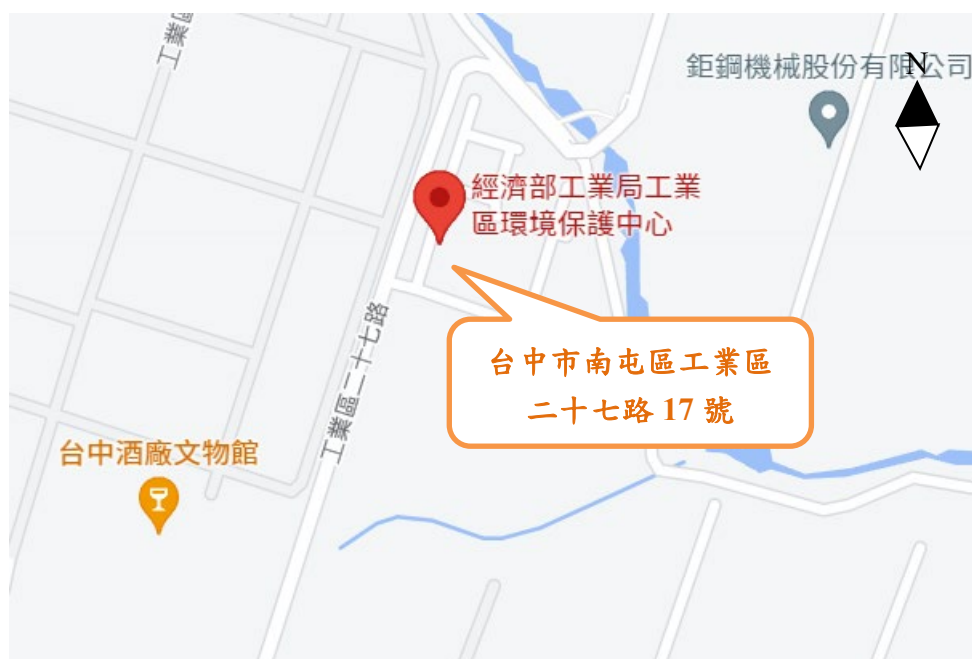 工業區
鉅鋼機械股份有限公司
N
經濟部工業局工業
區環境保護中心
工業區二十七路
台中市南屯區工業區
二十七路 17 號
台中酒廠文物館